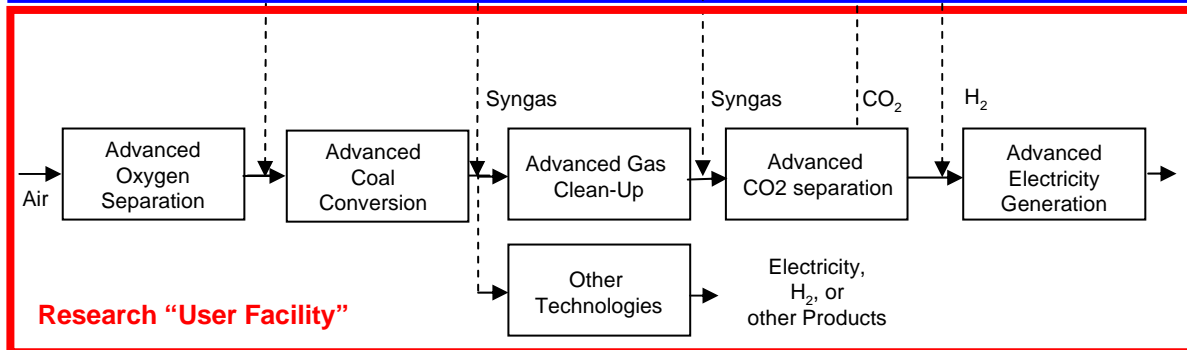 Syngas
Syngas
CO₂
H₂
Air
Advanced
Oxygen
Separation
Advanced
Coal
Conversion
Advanced Gas
Clean-Up
Advanced
CO2 separation
Advanced
Electricity
Generation
Other
Technologies
Electricity,
H₂, or
other Products
Research “User Facility”